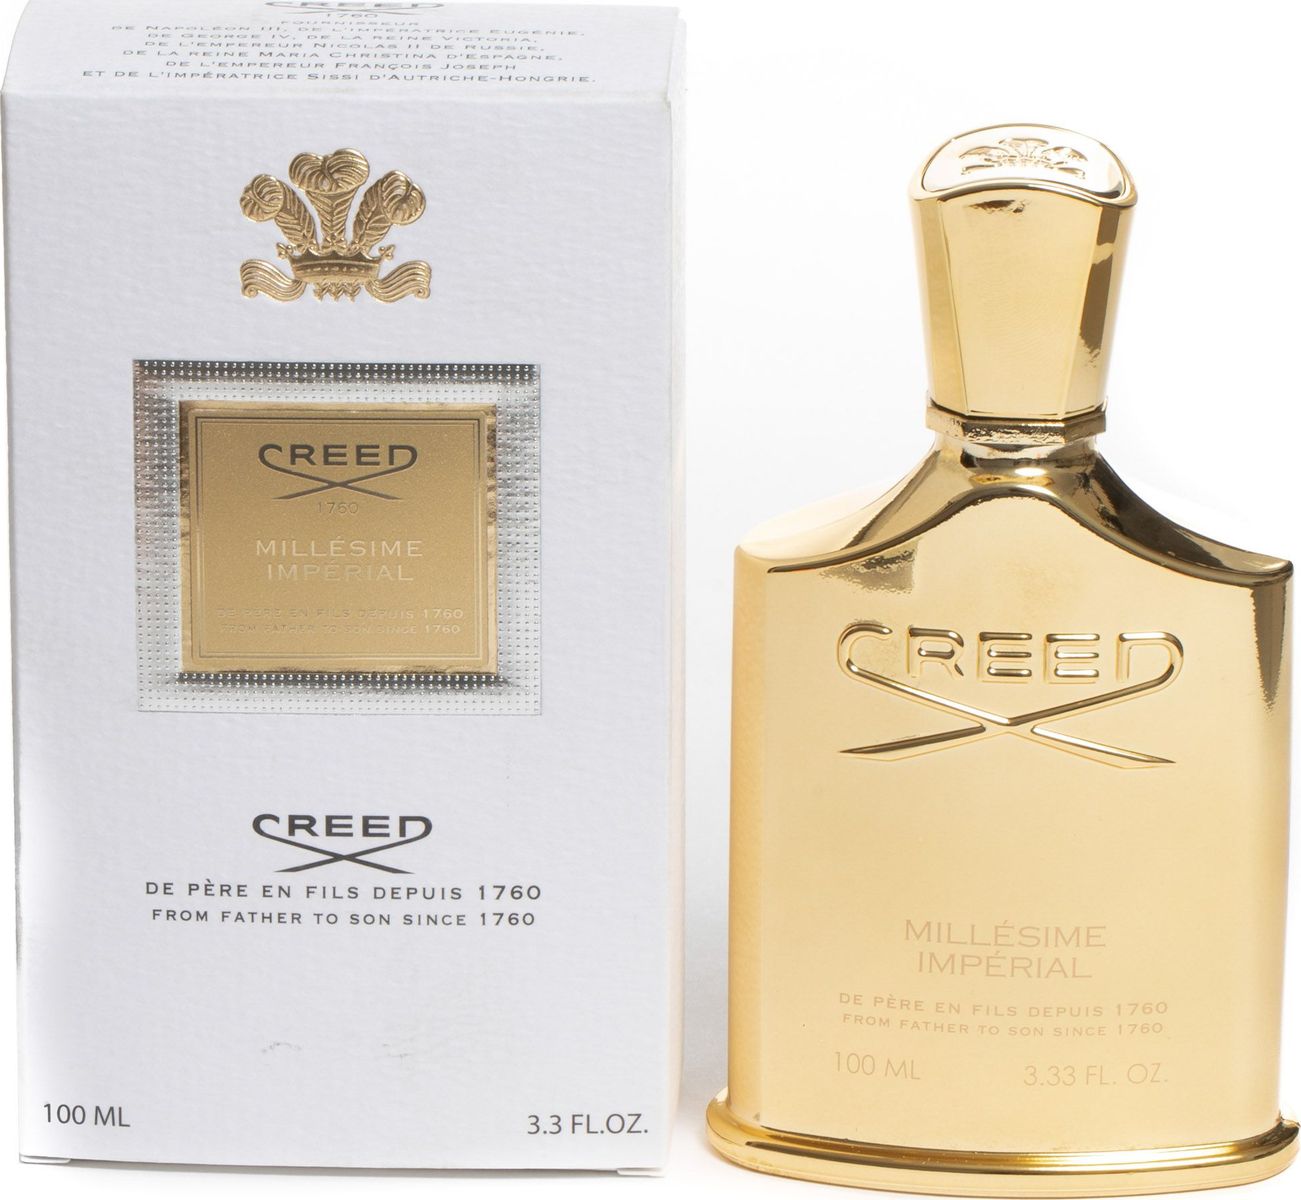 CREED
1760
FOURNISSEUR
DE NAPOLÉON III, DE L'IMPÉRATRICE EUGÉNIE,
DE GEORGE IV, DE LA REINE VICTORIA,
DE L'EMPEREUR NICOLAS II DE RUSSIE,
DE LA REINE MARIA CHRISTINA D'ESPAGNE,
DE L'EMPEREUR FRANÇOIS JOSEPH
ET DE L'IMPÉRATRICE SISSI D'AUTRICHE-HONGRIE.
CREED
1760
MILLÉSIME
IMPÉRIAL
DE PÈRE EN FILS DEPUIS 1760
FROM FATHER TO SON SINCE 1760
CREED
DE PÈRE EN FILS DEPUIS 1760
FROM FATHER TO SON SINCE 1760
100 ML
3.3 FL.OZ.
CREED
MILLÉSIME
IMPÉRIAL
DE PÈRE EN FILS DEPUIS 1760
FROM FATHER TO SON SINCE 1760
100 ML
3.33 FL. OZ.